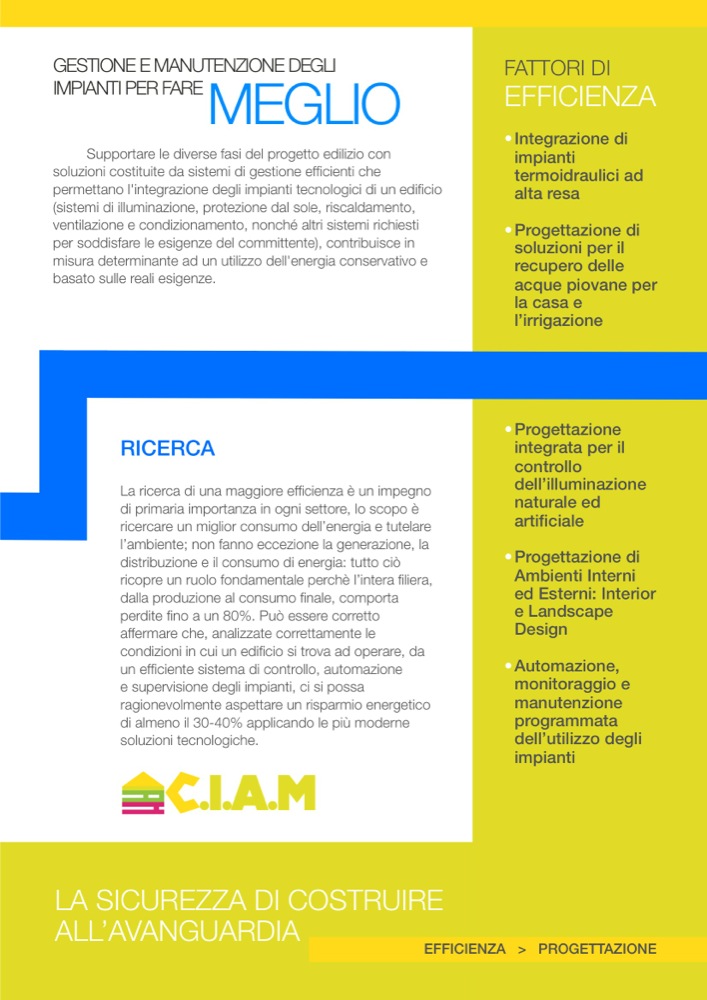 GESTIONE E MANUTENZIONE DEGLI
IMPIANTI PER FARE MEGLIO
Supportare le diverse fasi del progetto edilizio con
soluzioni costituite da sistemi di gestione efficienti che
permettano l'integrazione degli impianti tecnologici di un edificio
(sistemi di illuminazione, protezione dal sole, riscaldamento,
ventilazione e condizionamento, nonché altri sistemi richiesti
per soddisfare le esigenze del committente), contribuisce in
misura determinante ad un utilizzo dell'energia conservativo e
basato sulle reali esigenze.
RICERCA
La ricerca di una maggiore efficienza è un impegno
di primaria importanza in ogni settore, lo scopo è
ricercare un miglior consumo dell'energia e tutelare
l'ambiente; non fanno eccezione la generazione, la
distribuzione e il consumo di energia: tutto ciò
ricopre un ruolo fondamentale perchè l'intera filiera,
dalla produzione al consumo finale, comporta
perdite fino a un 80%. Può essere corretto
affermare che, analizzate correttamente le
condizioni in cui un edificio si trova ad operare, da
un efficiente sistema di controllo, automazione
e supervisione degli impianti, ci si possa
ragionevolmente aspettare un risparmio energetico
di almeno il 30-40% applicando le più moderne
soluzioni tecnologiche.
C.I.A.M
FATTORI DI
EFFICIENZA
• Integrazione di
impianti
termoidraulici ad
alta resa
• Progettazione di
soluzioni per il
recupero delle
acque piovane per
la casa e
l'irrigazione
• Progettazione
integrata per il
controllo
dell'illuminazione
naturale ed
artificiale
• Progettazione di
Ambienti Interni
ed Esterni: Interior
e Landscape
Design
• Automazione,
monitoraggio e
manutenzione
programmata
dell'utilizzo degli
impianti
LA SICUREZZA DI COSTRUIRE
ALL'AVANGUARDIA
EFFICIENZA > PROGETTAZIONE